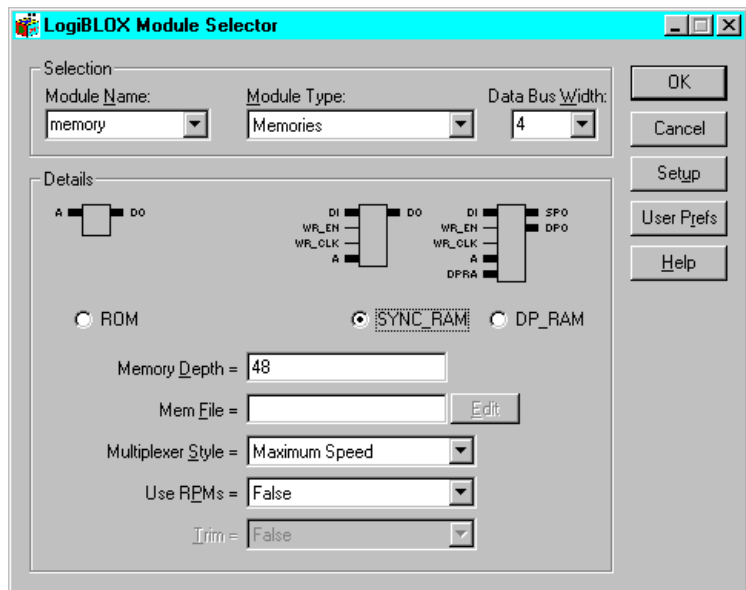 LogiBLOX Module Selector
Selection
Module Name: Module Type: Data Bus Width:
memory Memories 4
OK
Cancel
Setup
User Prefs
Help
Details
A DO
DI DO
WR_EN
WR_CLK
A
DI SPO
WR_EN DPO
WR_CLK
A
DPRA
ROM SYNC_RAM DP_RAM
Memory Depth = 48
Mem File = Edit
Multiplexer Style = Maximum Speed
Use RPMs = False
Trim = False